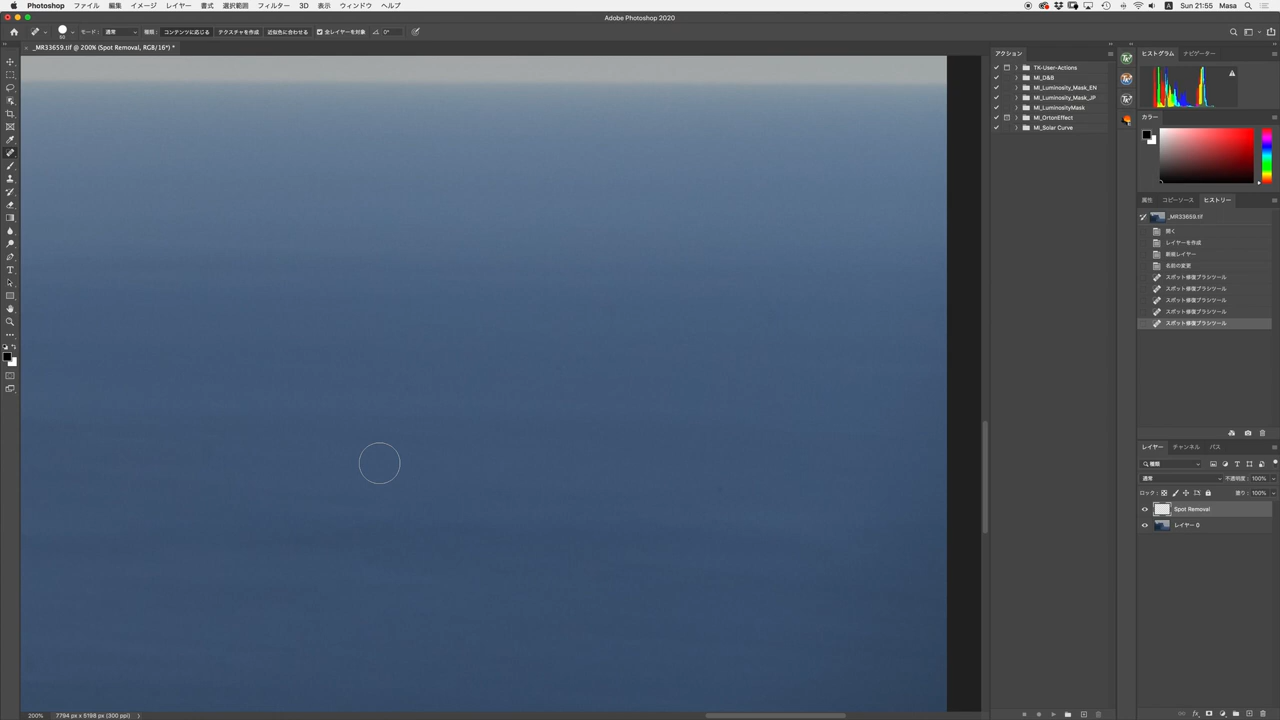 Photoshop ファイル 編集 イメージ レイヤー 書式 選択範囲 フィルター 3D 表示 ウィンドウ ヘルプ Sun 21:55 Masa
Adobe Photoshop 2020
50 モード： 通常 種類： コンテンツに応じる テクスチャを作成 近似色に合わせる 全レイヤーを対象 0°
_MR33659.tif @ 200% (Spot Removal, RGB/16*) *
アクション
TK-User-Actions
MI_D&B
MI_Luminosity_Mask_EN
MI_Luminosity_Mask_JP
MI_LuminosityMask
MI_OrtonEffect
MI_Solar Curve
ヒストグラム ナビゲーター
カラー
属性 コピーソース ヒストリー
_MR33659.tif
開く
レイヤーを作成
新規レイヤー
名前の変更
スポット修復ブラシツール
スポット修復ブラシツール
スポット修復ブラシツール
スポット修復ブラシツール
スポット修復ブラシツール
レイヤー チャンネル パス
種類
通常 不透明度： 100%
ロック： 塗り： 100%
Spot Removal
レイヤー 0
200% 7794 px x 5198 px (300 ppi)